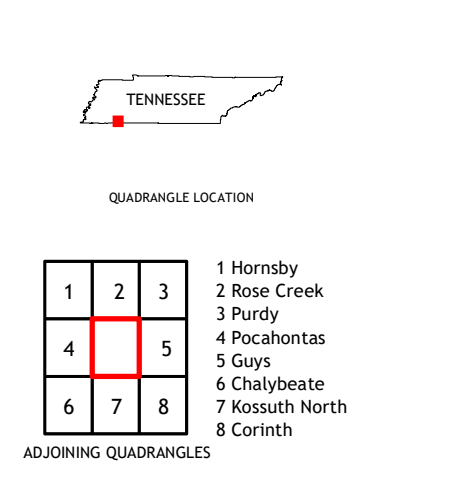 TENNESSEE
QUADRANGLE LOCATION
1 2 3
4 5
6 7 8
1 Hornsby
2 Rose Creek
3 Purdy
4 Pocahontas
5 Guys
6 Chalybeate
7 Kossuth North
8 Corinth
ADJOINING QUADRANGLES